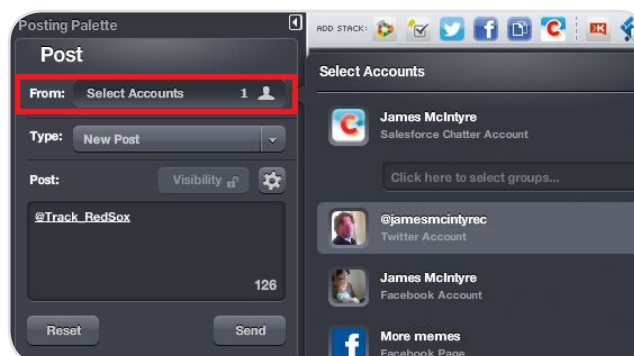 Posting Palette
Post
From: Select Accounts 1
Type: New Post
Post: Visibility
@Track_RedSox
126
Reset Send
ADD STACK:
Select Accounts
James McIntyre
Salesforce Chatter Account
Click here to select groups...
@jamesmcintyrec
Twitter Account
James McIntyre
Facebook Account
More memes
Facebook Page